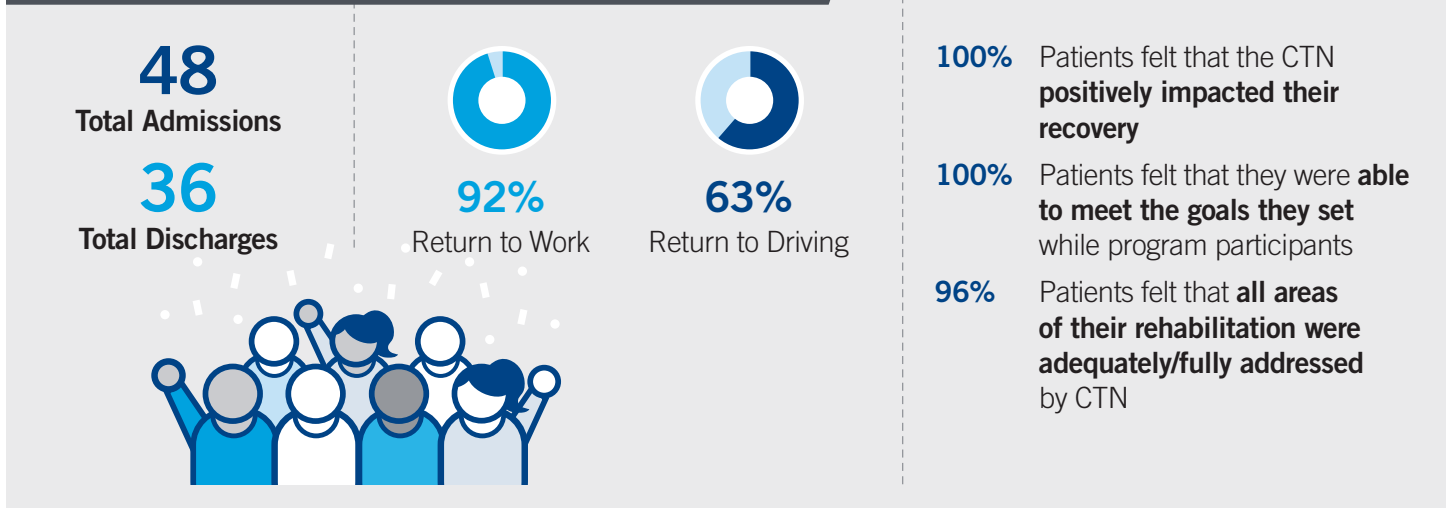 48
Total Admissions
36
Total Discharges
92%
Return to Work
63%
Return to Driving
100% Patients felt that the CTN
positively impacted their
recovery
100% Patients felt that they were able
to meet the goals they set
while program participants
96% Patients felt that all areas
of their rehabilitation were
adequately/fully addressed
by CTN